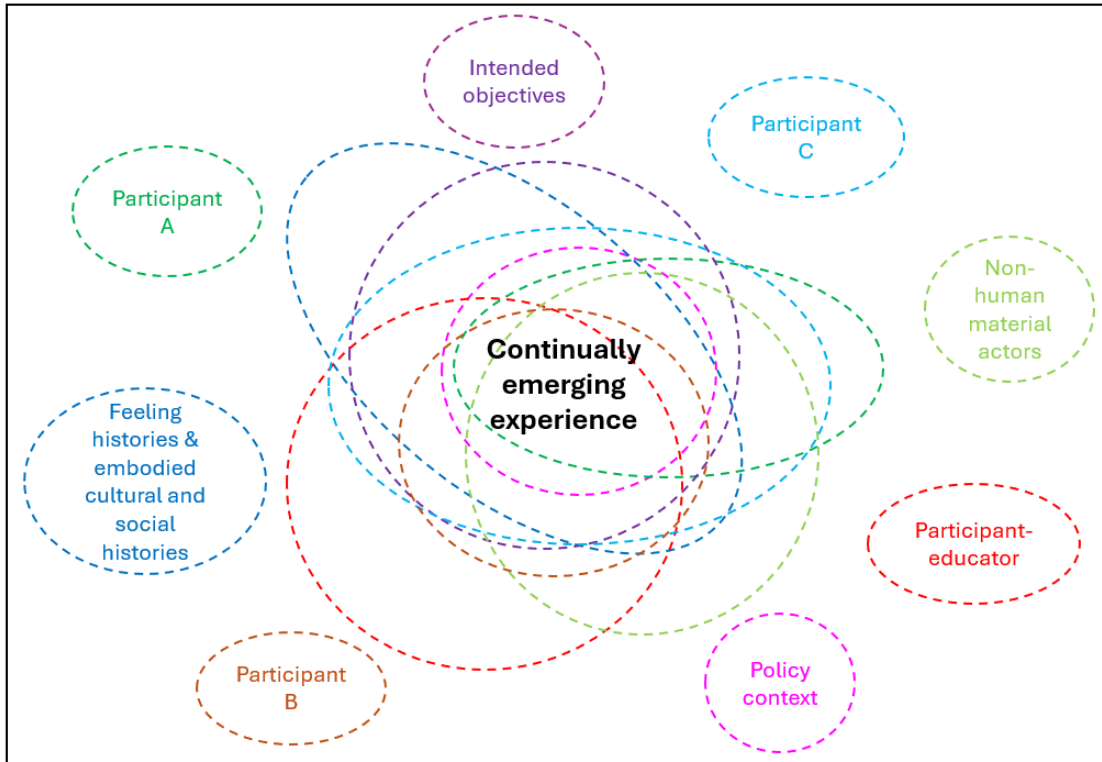 Intended
objectives
Participant
C
Participant
A
Non-
human
material
actors
Continually
emerging
experience
Feeling
histories &
embodied
cultural and
social
histories
Participant-
educator
Participant
B
Policy
context